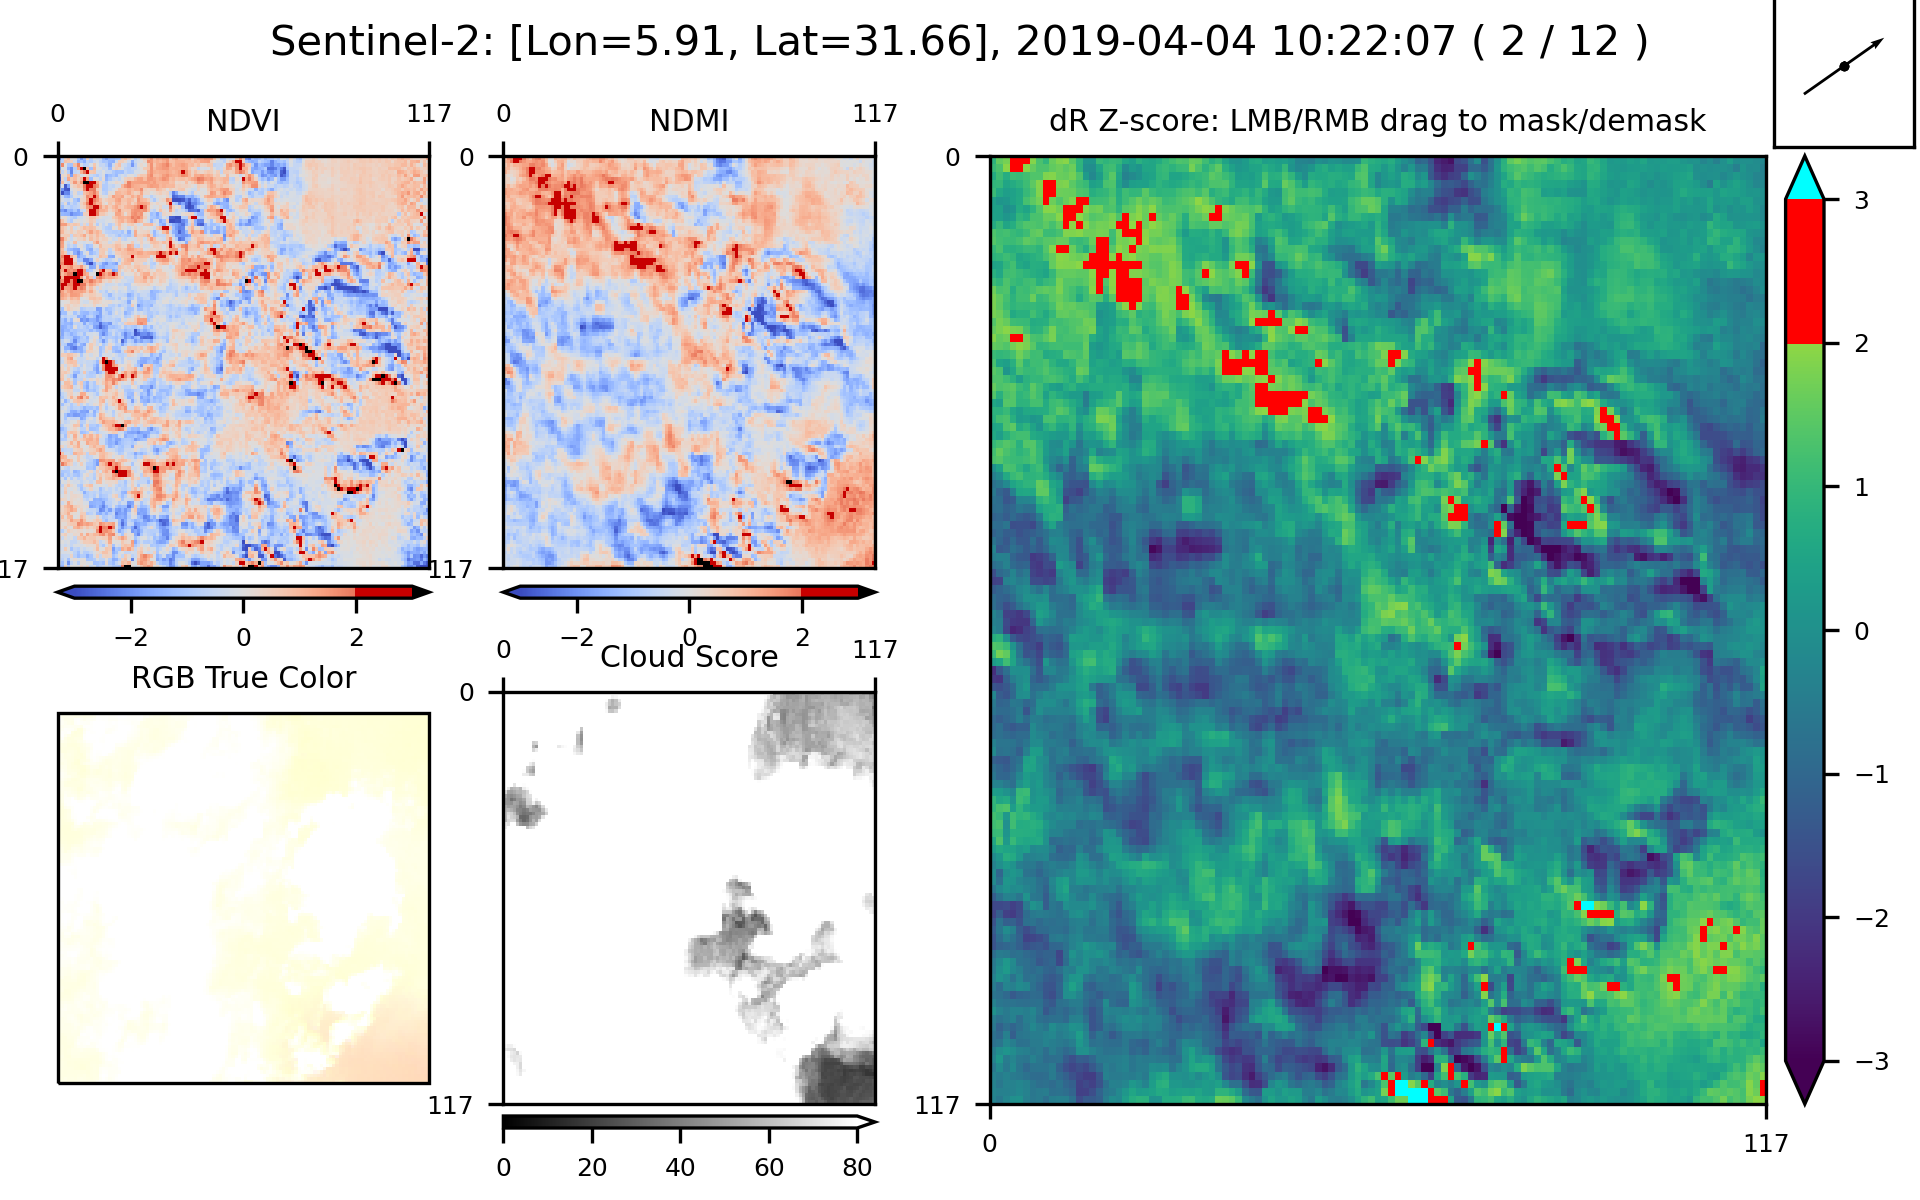 Sentinel-2: [Lon=5.91, Lat=31.66], 2019-04-04 10:22:07 ( 2 / 12 )
0 NDVI 117
0
17
−2 0 2
0 NDMI 117
0
117
−2 0 2
dR Z-score: LMB/RMB drag to mask/demask
0
117
0 117
3
2
1
0
−1
−2
−3
RGB True Color
0 Cloud Score 117
0
117
0 20 40 60 80